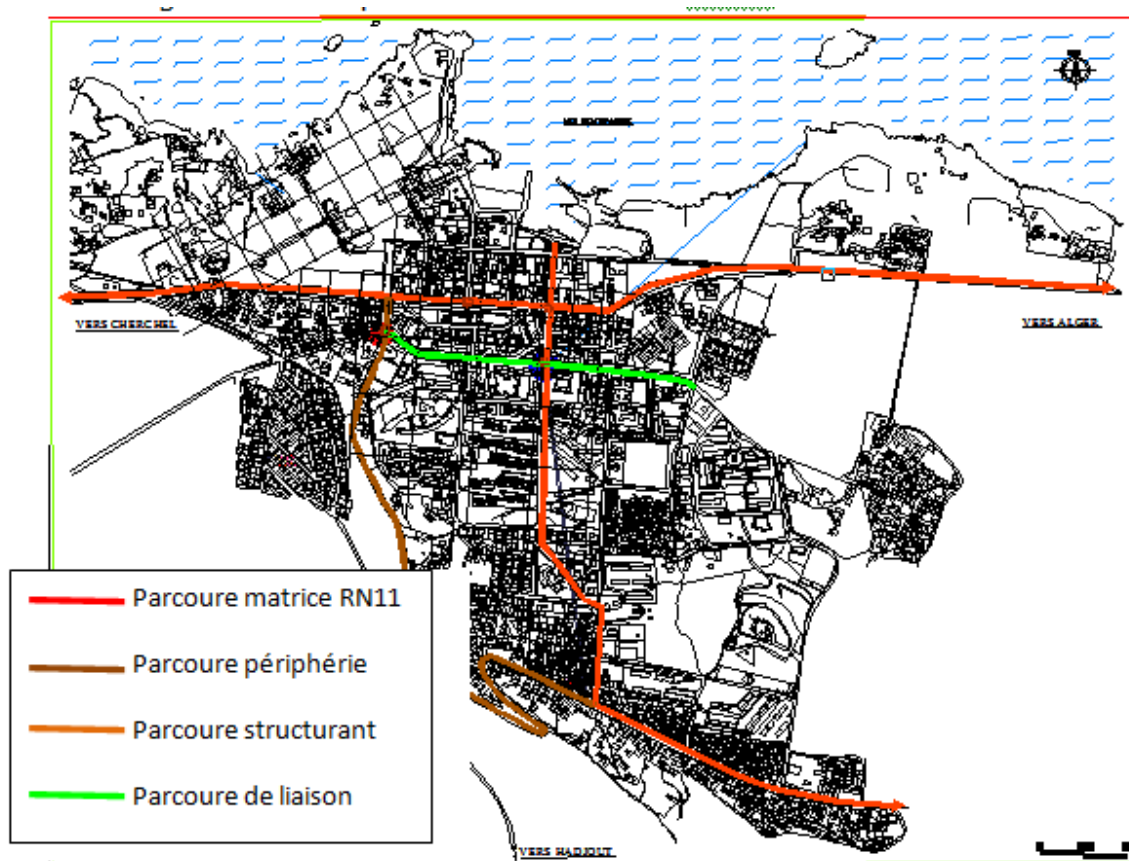 VERS CHERCHEL
VERS ALGER
Parcoure matrice RN11
Parcoure périphérie
Parcoure structurant
Parcoure de liaison
VERS HADJOUT